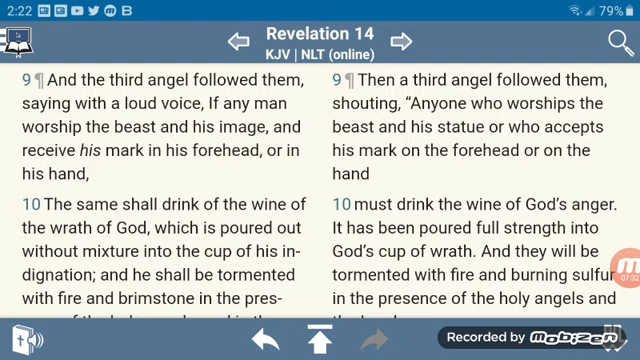 2:22
79%
Revelation 14
KJV | NLT (online)
9 ¶ And the third angel followed them,
saying with a loud voice, If any man
worship the beast and his image, and
receive his mark in his forehead, or in
his hand,
10 The same shall drink of the wine of
the wrath of God, which is poured out
without mixture into the cup of his in-
dignation; and he shall be tormented
with fire and brimstone in the pres-
9 ¶ Then a third angel followed them,
shouting, “Anyone who worships the
beast and his statue or who accepts
his mark on the forehead or on the
hand
10 must drink the wine of God’s anger.
It has been poured full strength into
God’s cup of wrath. And they will be
tormented with fire and burning sulfur
in the presence of the holy angels and
M
07:32
Recorded by mobizen